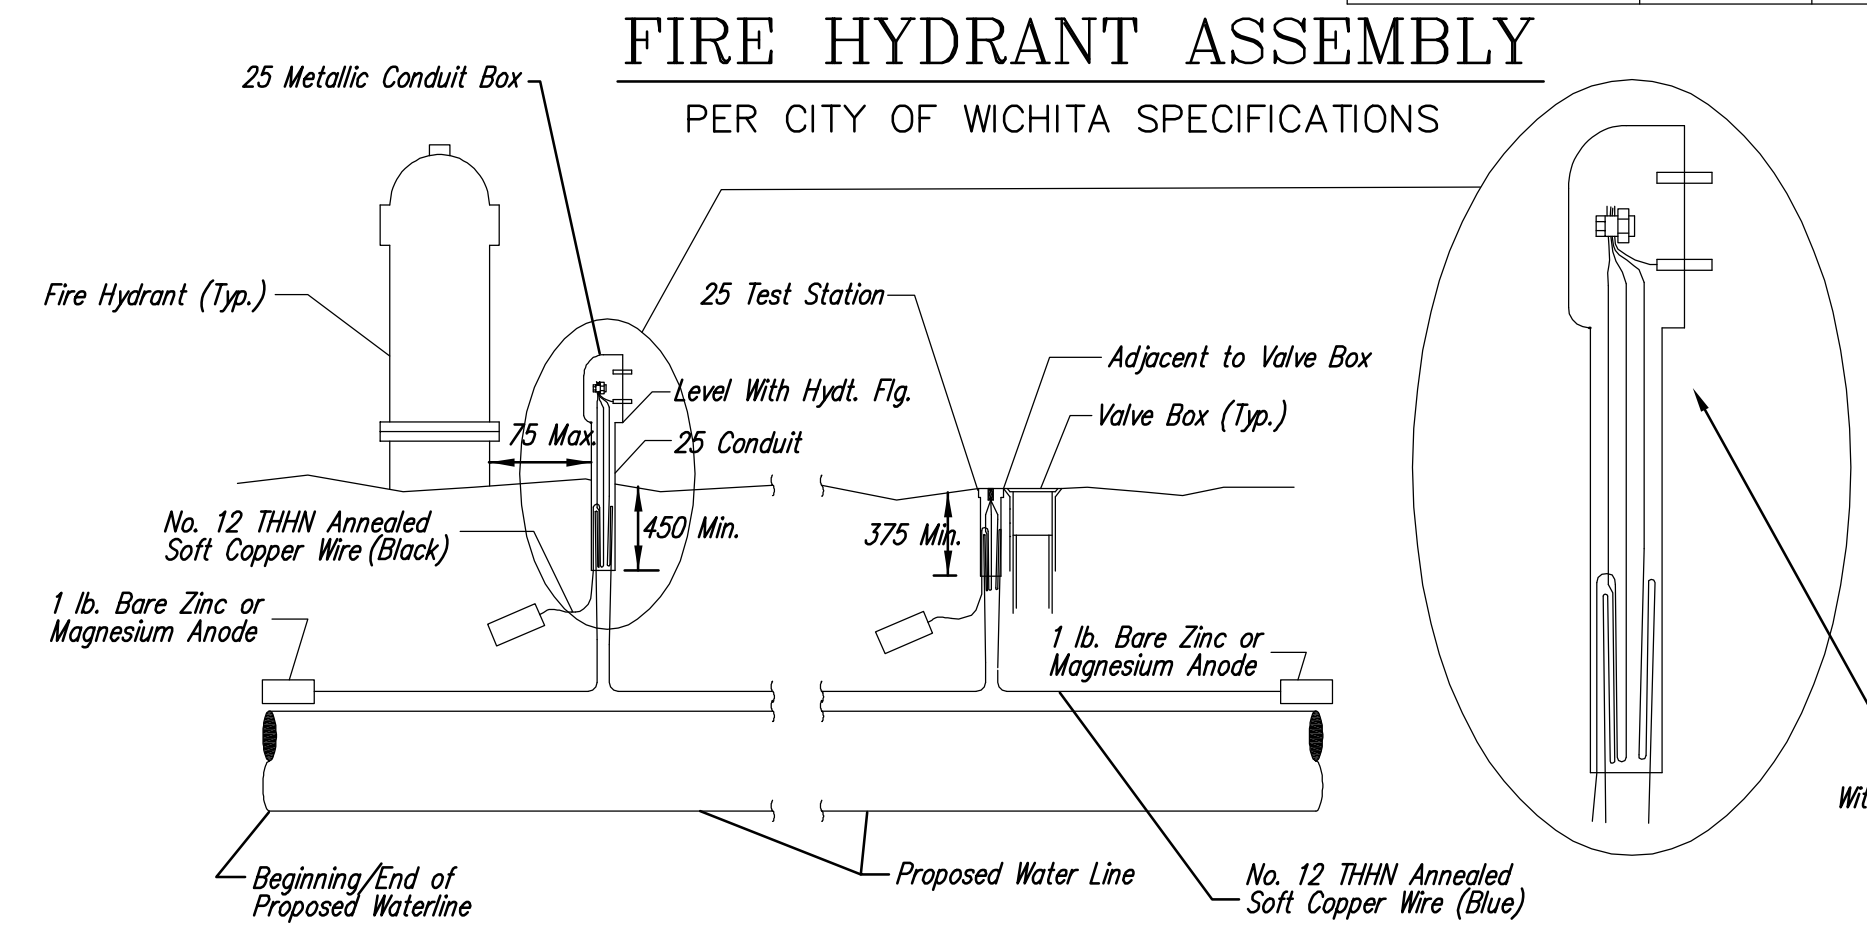 FIRE HYDRANT ASSEMBLY
PER CITY OF WICHITA SPECIFICATIONS
25 Metallic Conduit Box
Fire Hydrant (Typ.)
25 Test Station
Adjacent to Valve Box
Level With Hydt. Flg.
Valve Box (Typ.)
75 Max.
25 Conduit
No. 12 THHN Annealed
Soft Copper Wire (Black)
450 Min.
375 Min.
1 lb. Bare Zinc or
Magnesium Anode
1 lb. Bare Zinc or
Magnesium Anode
Wit
Beginning/End of
Proposed Waterline
Proposed Water Line
No. 12 THHN Annealed
Soft Copper Wire (Blue)